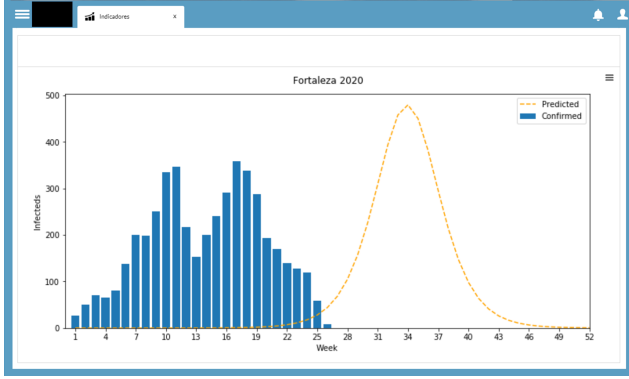 Indicadores x
Fortaleza 2020
Predicted
Confirmed
500
400
300
200
100
0
Infecteds
1 4 7 10 13 16 19 22 25 28 31 34 37 40 43 46 49 52
Week